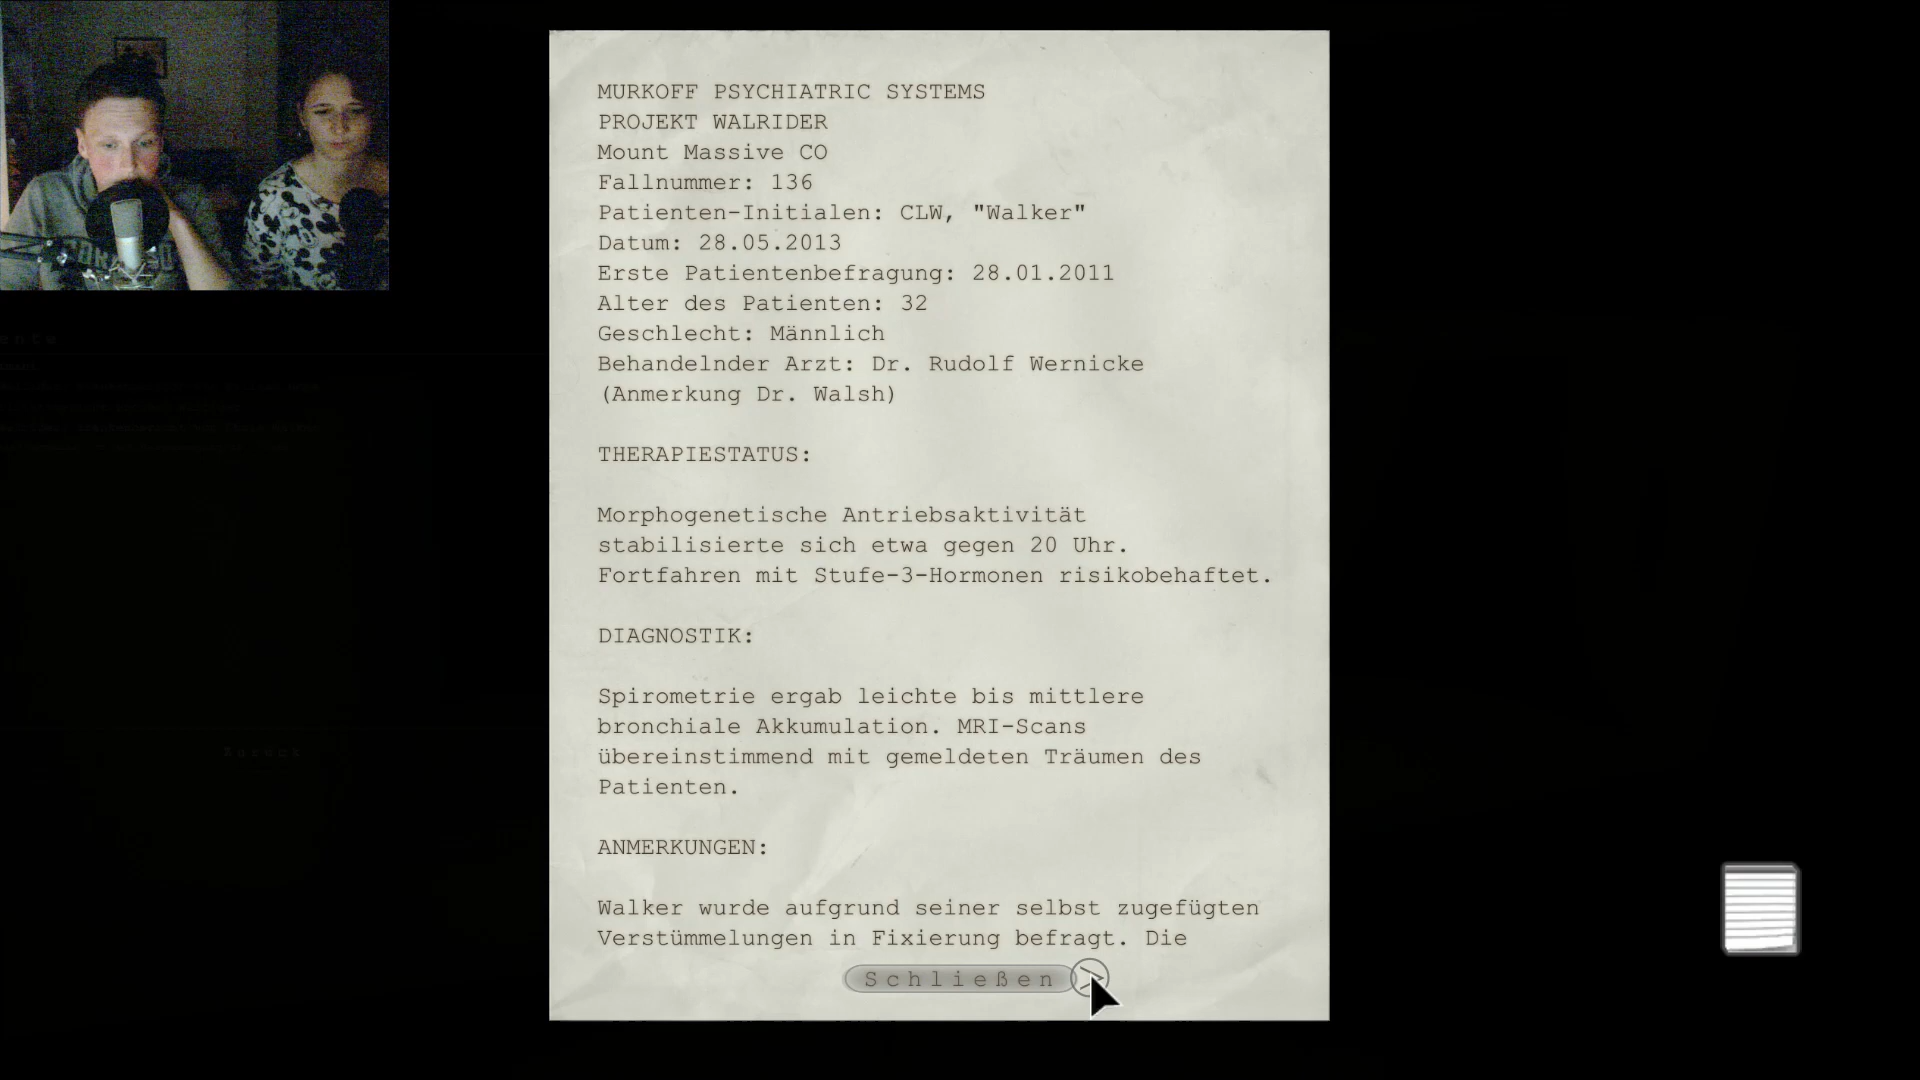 MURKOFF PSYCHIATRIC SYSTEMS
PROJEKT WALRIDER
Mount Massive CO
Fallnummer: 136
Patienten-Initialen: CLW, "Walker"
Datum: 28.05.2013
Erste Patientenbefragung: 28.01.2011
Alter des Patienten: 32
Geschlecht: Männlich
Behandelnder Arzt: Dr. Rudolf Wernicke
(Anmerkung Dr. Walsh)
THERAPIESTATUS:
Morphogenetische Antriebsaktivität
stabilisierte sich etwa gegen 20 Uhr.
Fortfahren mit Stufe-3-Hormonen risikobehaftet.
DIAGNOSTIK:
Spirometrie ergab leichte bis mittlere
bronchiale Akkumulation. MRI-Scans
übereinstimmend mit gemeldeten Träumen des
Patienten.
ANMERKUNGEN:
Walker wurde aufgrund seiner selbst zugefügten
Verstümmelungen in Fixierung befragt. Die
Schließen >